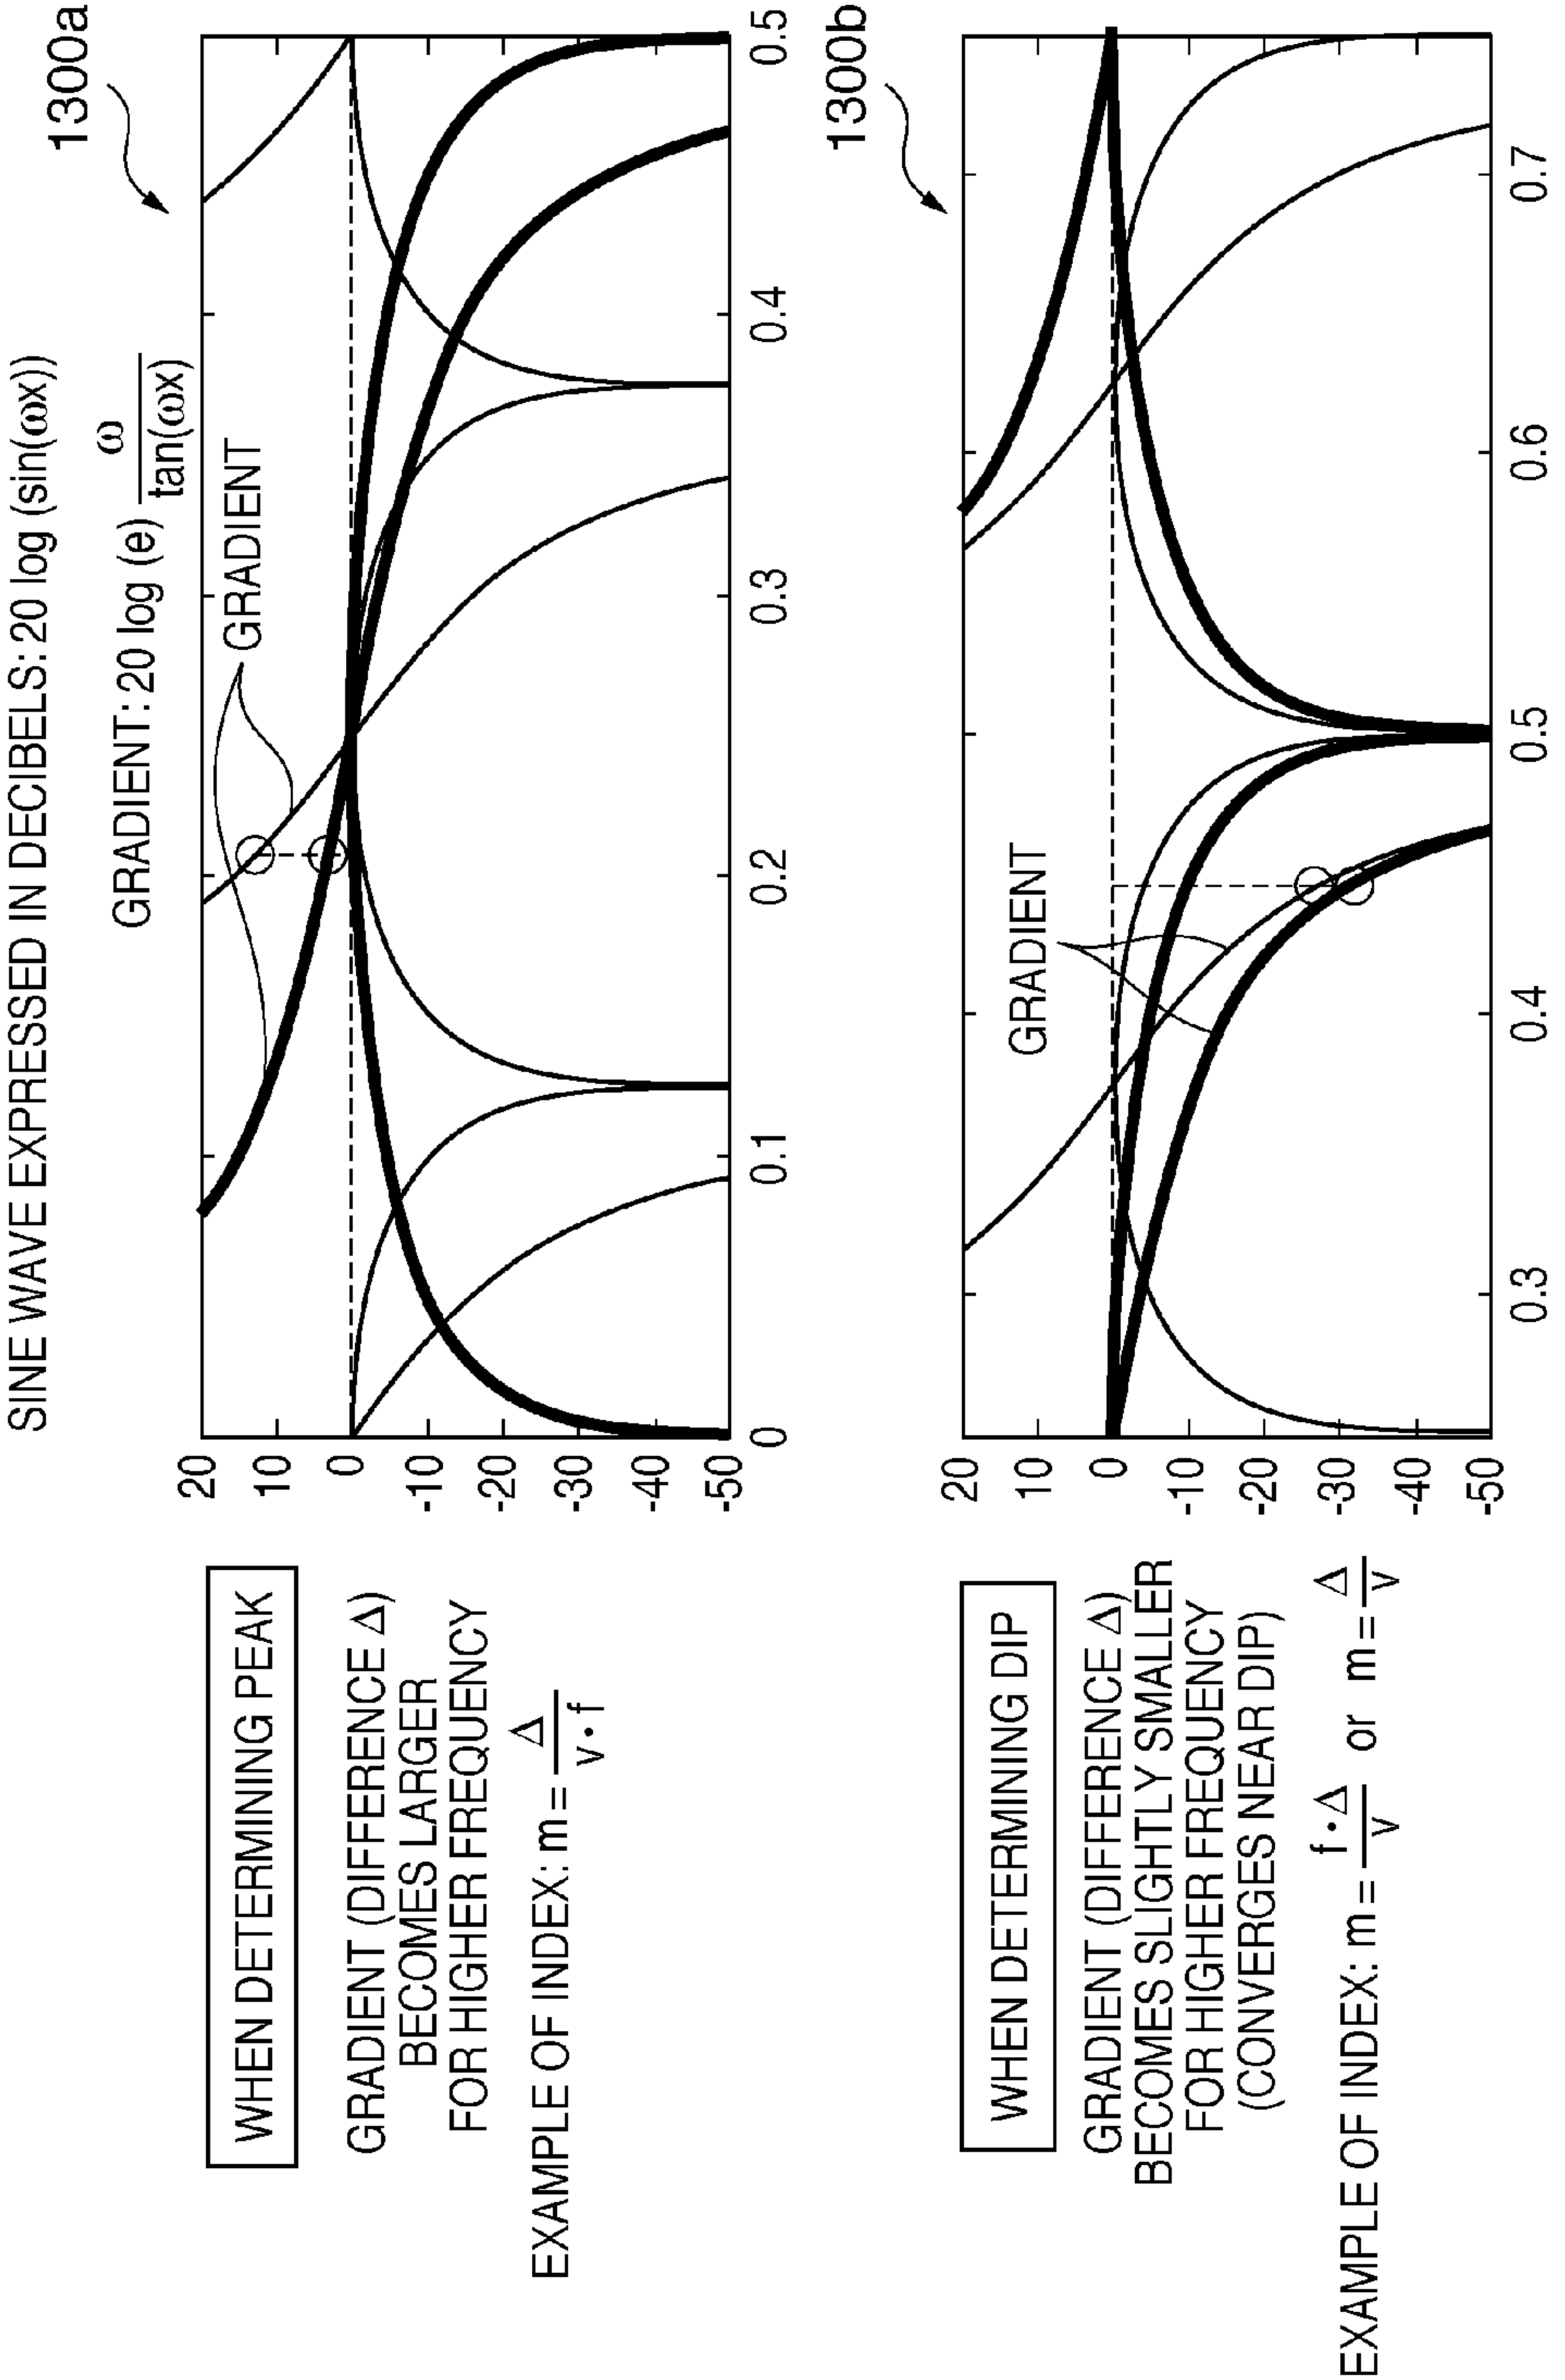 SINE WAVE EXPRESSED IN DECIBELS: 20 log (sin(ωx))
GRADIENT: 20 log (e) ω / tan(ωx)
1300a
WHEN DETERMINING PEAK
GRADIENT (DIFFERENCE Δ)
BECOMES LARGER
FOR HIGHER FREQUENCY
EXAMPLE OF INDEX: m = Δ / v·f
GRADIENT
20
10
0
-10
-20
-30
-40
-50
0 0.1 0.2 0.3 0.4 0.5
1300b
WHEN DETERMINING DIP
GRADIENT (DIFFERENCE Δ)
BECOMES SLIGHTLY SMALLER
FOR HIGHER FREQUENCY
(CONVERGES NEAR DIP)
EXAMPLE OF INDEX: m = f·Δ / v or m = Δ / v
GRADIENT
20
10
0
-10
-20
-30
-40
-50
0.3 0.4 0.5 0.6 0.7